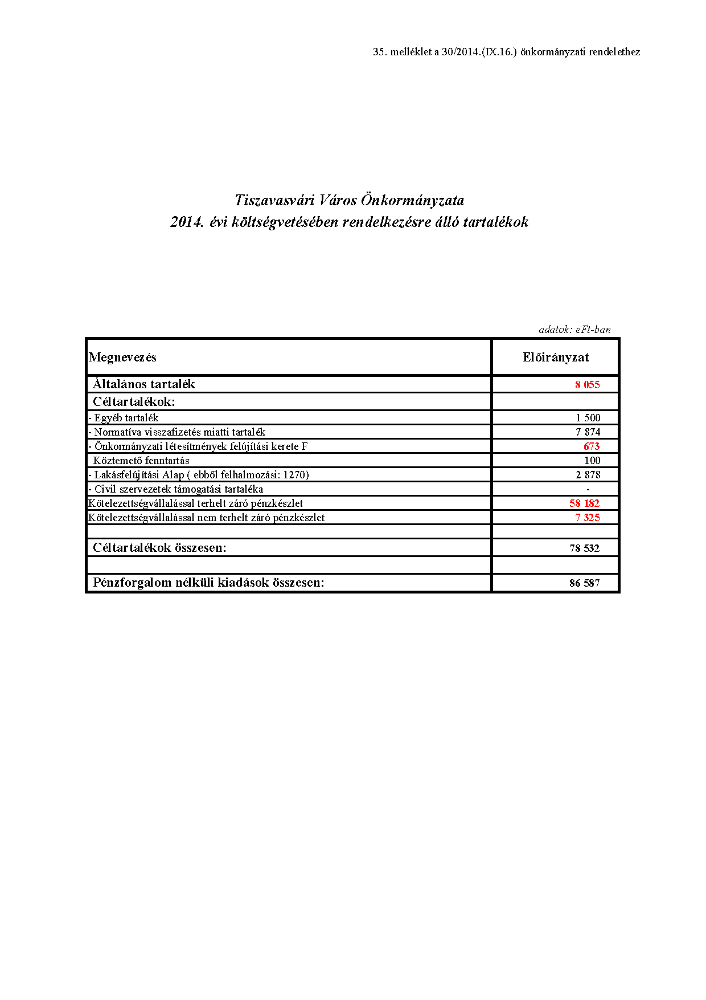 35. melléklet a 30/2014.(IX.16.) önkormányzati rendelethez
Tiszavasvári Város Önkormányzata
2014. évi költségvetésében rendelkezésre álló tartalékok
adatok: eFt-ban
Megnevezés Előirányzat
Általános tartalék 8 055
Céltartalékok:
- Egyéb tartalék 1 500
- Normatíva visszafizetés miatti tartalék 7 874
- Önkormányzati létesítmények felújítási kerete F 673
Köztemető fenntartás 100
- Lakásfelújítási Alap ( ebből felhalmozási: 1270) 2 878
- Civil szervezetek támogatási tartaléka -
Kötelezettségvállalással terhelt záró pénzkészlet 58 182
Kötelezettségvállalással nem terhelt záró pénzkészlet 7 325
Céltartalékok összesen: 78 532
Pénzforgalom nélküli kiadások összesen: 86 587